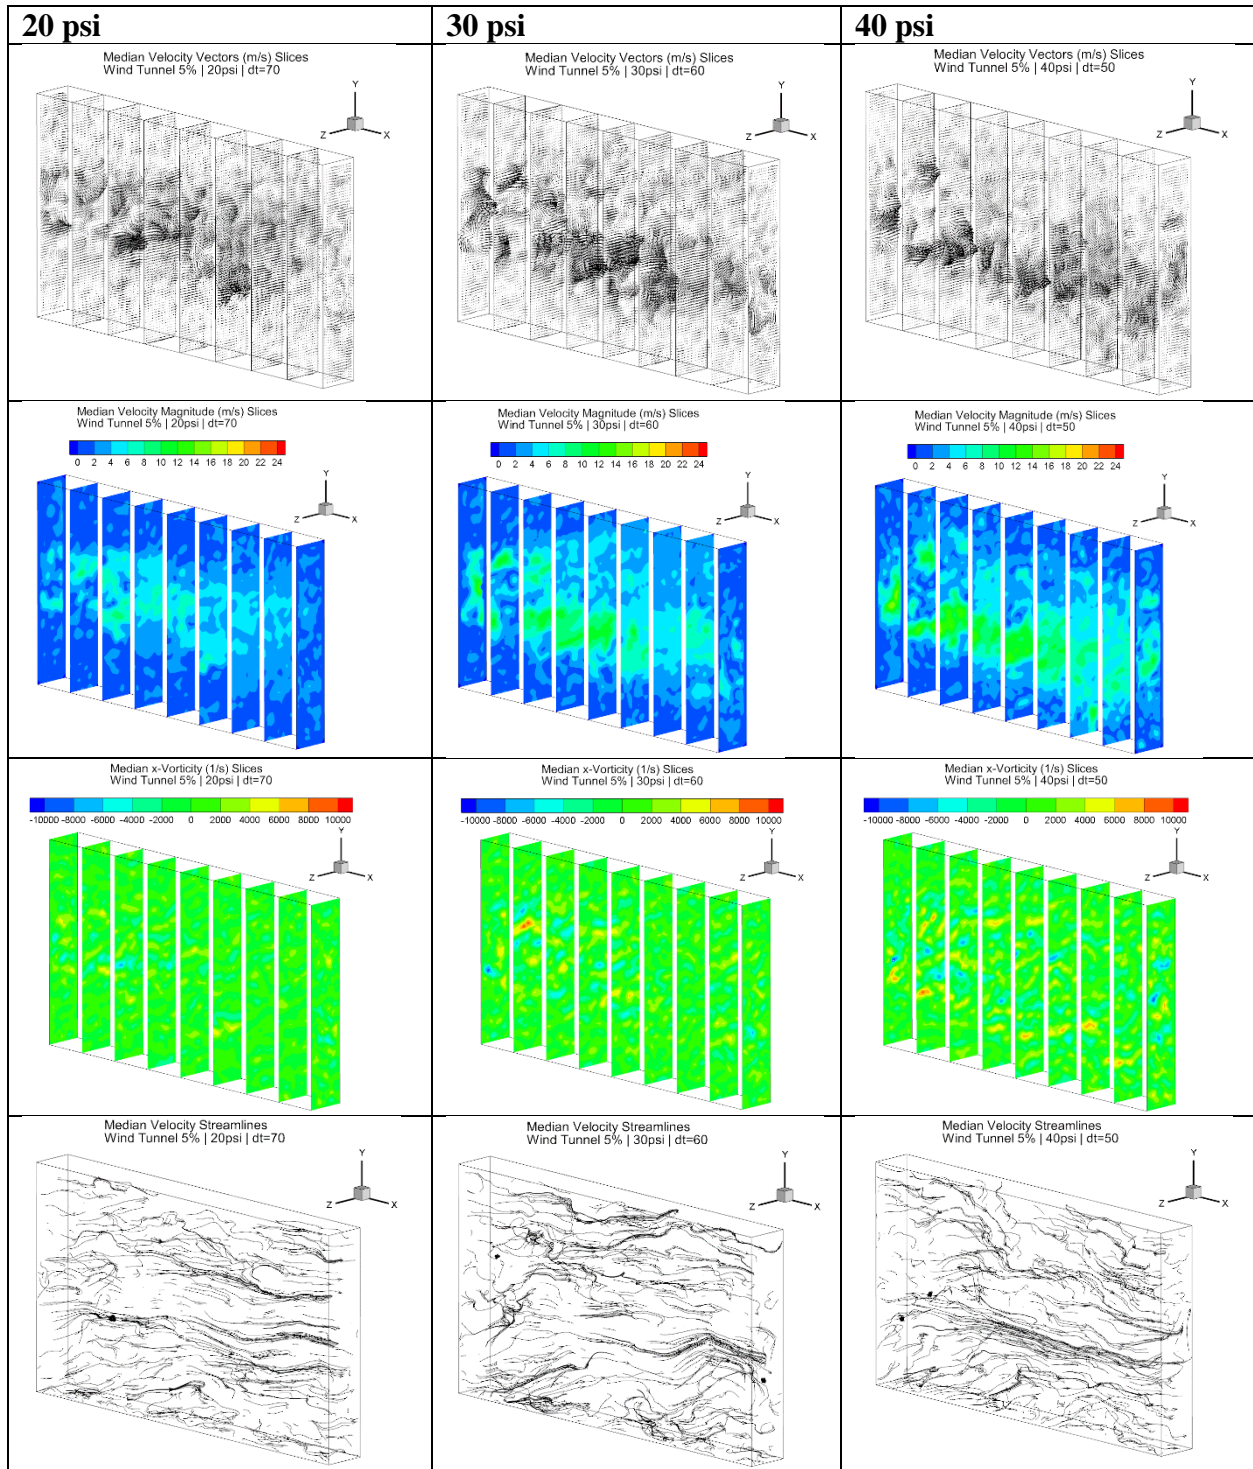 20 psi
30 psi
40 psi
Median Velocity Vectors (m/s) Slices
Wind Tunnel 5% | 20psi | dt=70
Y
Z
X
Median Velocity Vectors (m/s) Slices
Wind Tunnel 5% | 30psi | dt=60
Y
Z
X
Median Velocity Vectors (m/s) Slices
Wind Tunnel 5% | 40psi | dt=50
Y
Z
X
Median Velocity Magnitude (m/s) Slices
Wind Tunnel 5% | 20psi | dt=70
0 2 4 6 8 10 12 14 16 18 20 22 24
Y
Z
X
Median Velocity Magnitude (m/s) Slices
Wind Tunnel 5% | 30psi | dt=60
0 2 4 6 8 10 12 14 16 18 20 22 24
Y
Z
X
Median Velocity Magnitude (m/s) Slices
Wind Tunnel 5% | 40psi | dt=50
0 2 4 6 8 10 12 14 16 18 20 22 24
Y
Z
X
Median x-Vorticity (1/s) Slices
Wind Tunnel 5% | 20psi | dt=70
-10000 -8000 -6000 -4000 -2000 0 2000 4000 6000 8000 10000
Y
Z
X
Median x-Vorticity (1/s) Slices
Wind Tunnel 5% | 30psi | dt=60
-10000 -8000 -6000 -4000 -2000 0 2000 4000 6000 8000 10000
Y
Z
X
Median x-Vorticity (1/s) Slices
Wind Tunnel 5% | 40psi | dt=50
-10000 -8000 -6000 -4000 -2000 0 2000 4000 6000 8000 10000
Y
Z
X
Median Velocity Streamlines
Wind Tunnel 5% | 20psi | dt=70
Y
Z
X
Median Velocity Streamlines
Wind Tunnel 5% | 30psi | dt=60
Y
Z
X
Median Velocity Streamlines
Wind Tunnel 5% | 40psi | dt=50
Y
Z
X